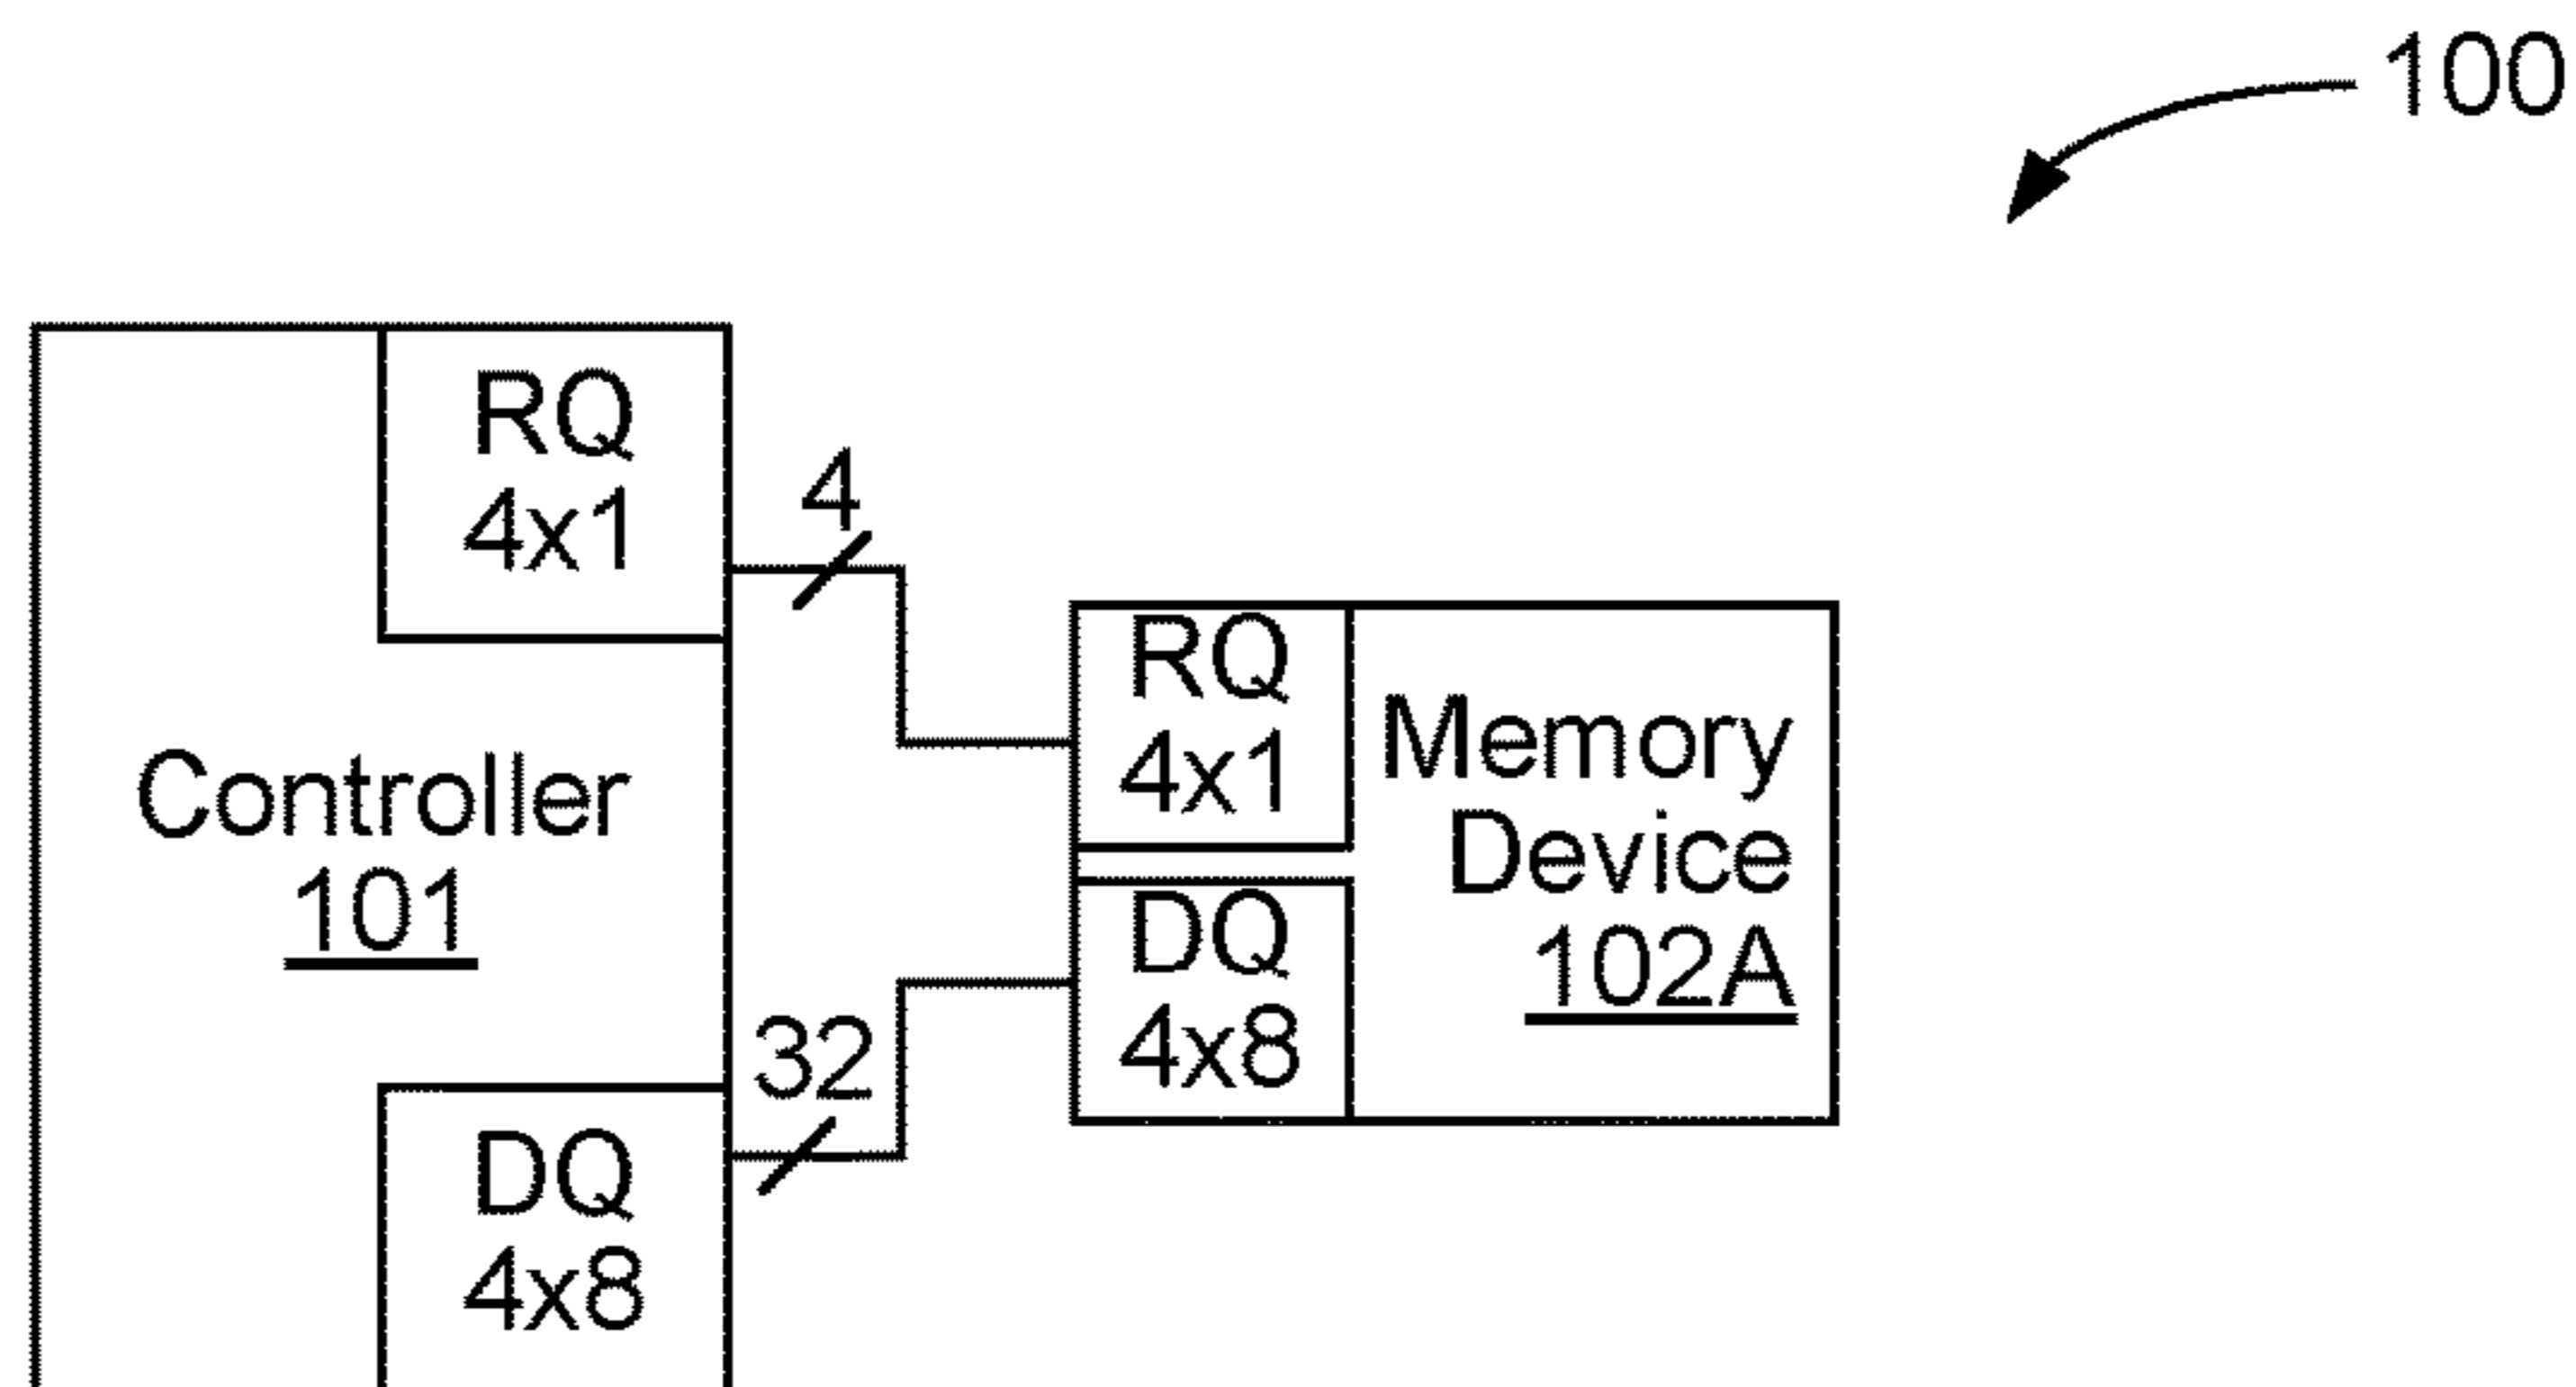 100
RQ
4x1
4
RQ
4x1
Memory
Device
102A
Controller
101
DQ
4x8
32
DQ
4x8